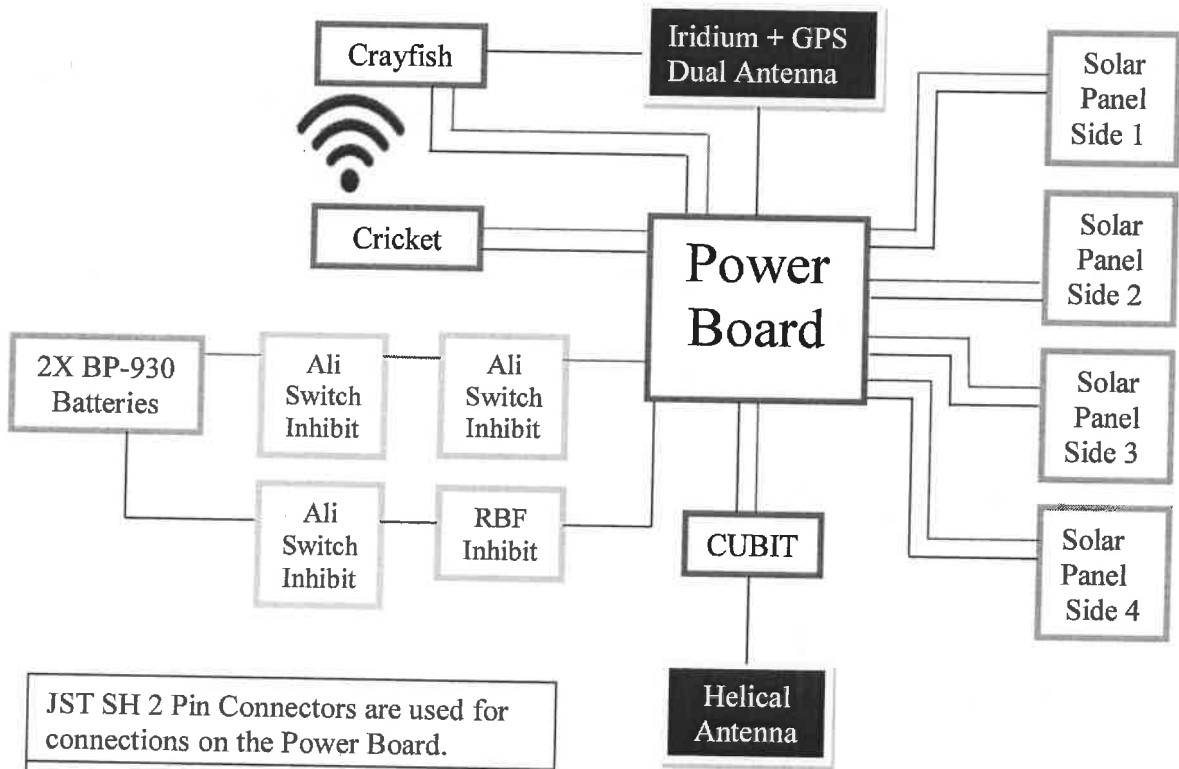 Crayfish
Iridium + GPS
Dual Antenna
Solar
Panel
Side 1
Cricket
Power
Board
Solar
Panel
Side 2
2X BP-930
Batteries
Ali
Switch
Inhibit
Ali
Switch
Inhibit
Solar
Panel
Side 3
Ali
Switch
Inhibit
RBF
Inhibit
CUBIT
Solar
Panel
Side 4
Helical
Antenna
JST SH 2 Pin Connectors are used for
connections on the Power Board.